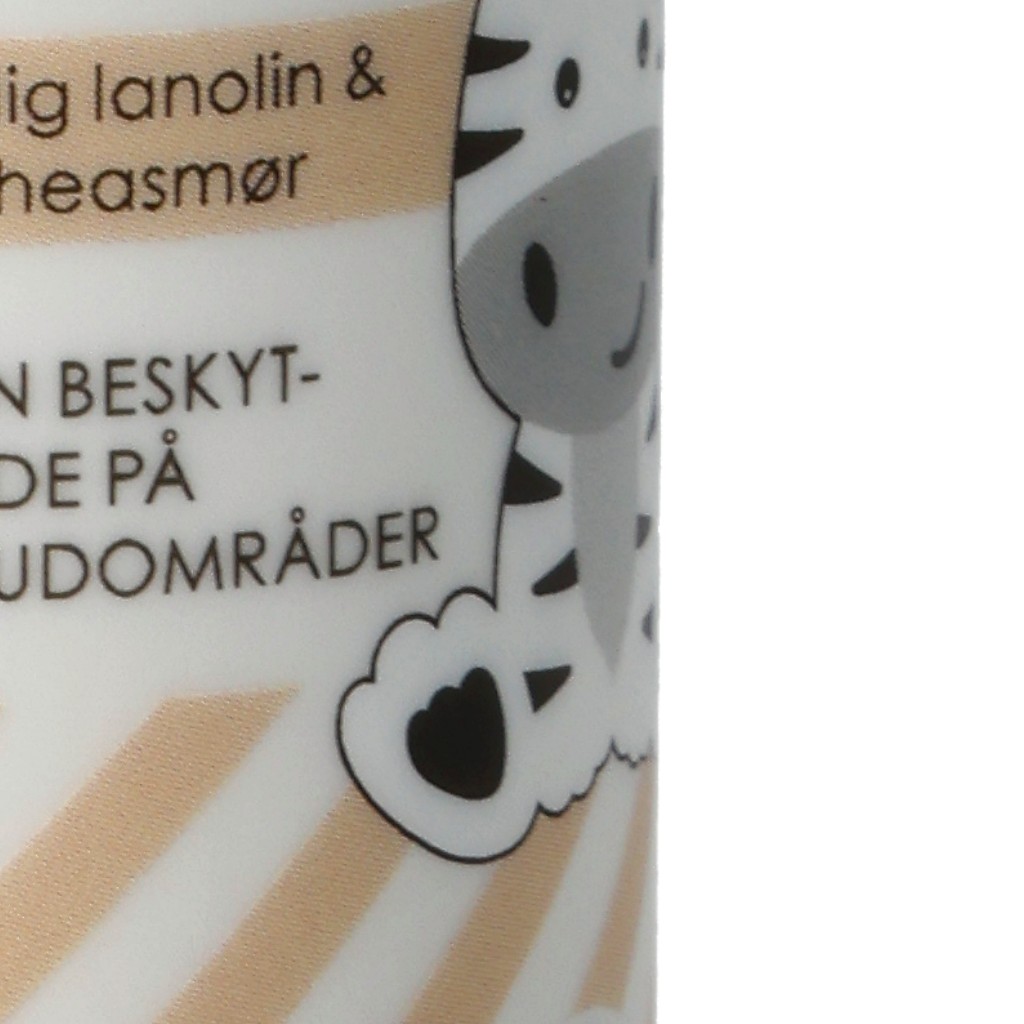 ig lanolin &
heasmør
N BESKYT-
DE PÅ
UDOMRÅDER